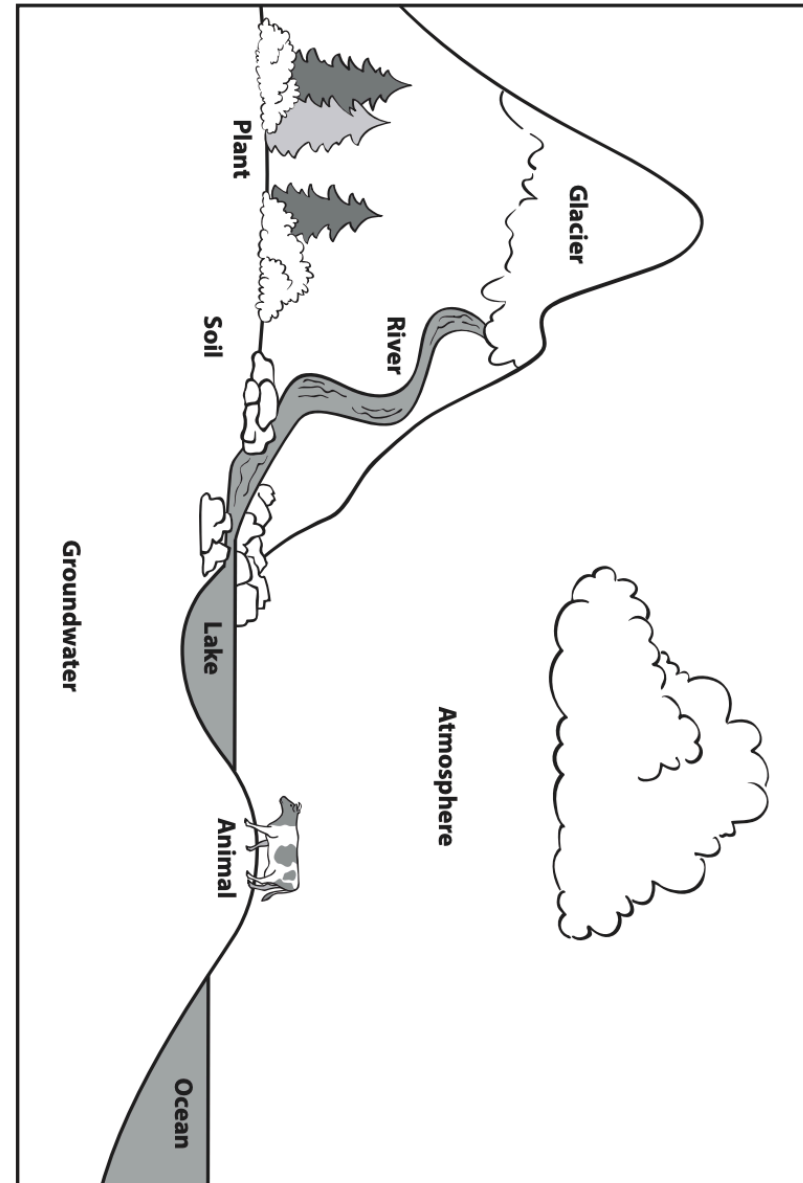 Glacier
River
Plant
Soil
Atmosphere
Lake
Animal
Groundwater
Ocean